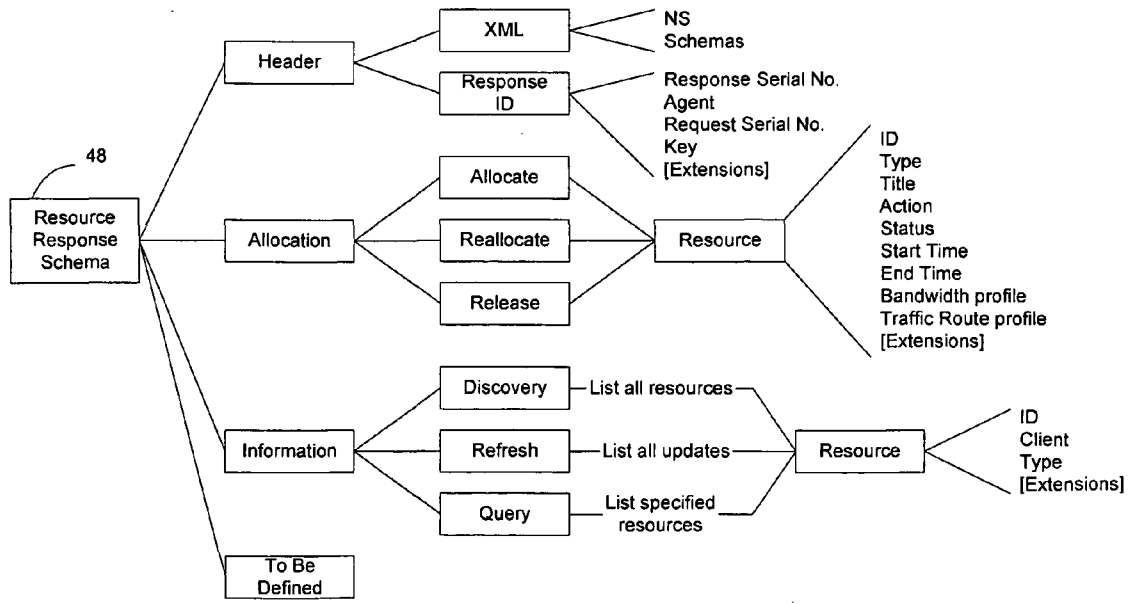 48
Resource
Response
Schema
Header
XML
NS
Schemas
Response
ID
Response Serial No.
Agent
Request Serial No.
Key
[Extensions]
Allocation
Allocate
Reallocate
Release
Resource
ID
Type
Title
Action
Status
Start Time
End Time
Bandwidth profile
Traffic Route profile
[Extensions]
Information
Discovery
List all resources
Refresh
List all updates
Query
List specified
resources
Resource
ID
Client
Type
[Extensions]
To Be
Defined